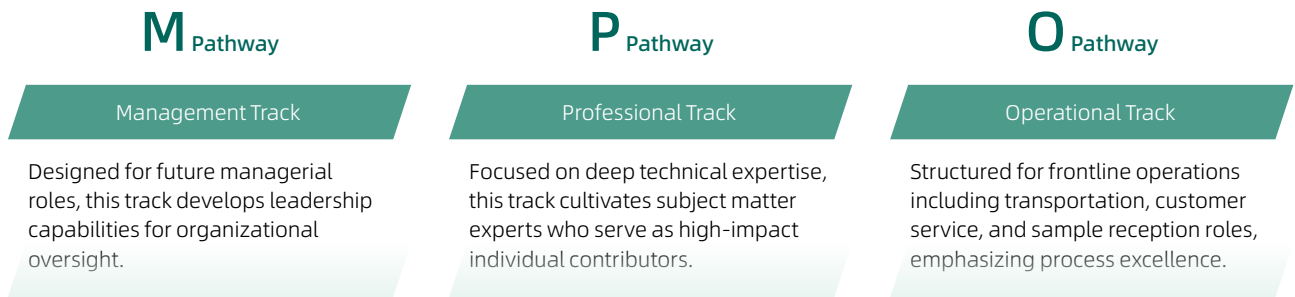 M Pathway
Management Track
Designed for future managerial
roles, this track develops leadership
capabilities for organizational
oversight.
P Pathway
Professional Track
Focused on deep technical expertise,
this track cultivates subject matter
experts who serve as high-impact
individual contributors.
O Pathway
Operational Track
Structured for frontline operations
including transportation, customer
service, and sample reception roles,
emphasizing process excellence.